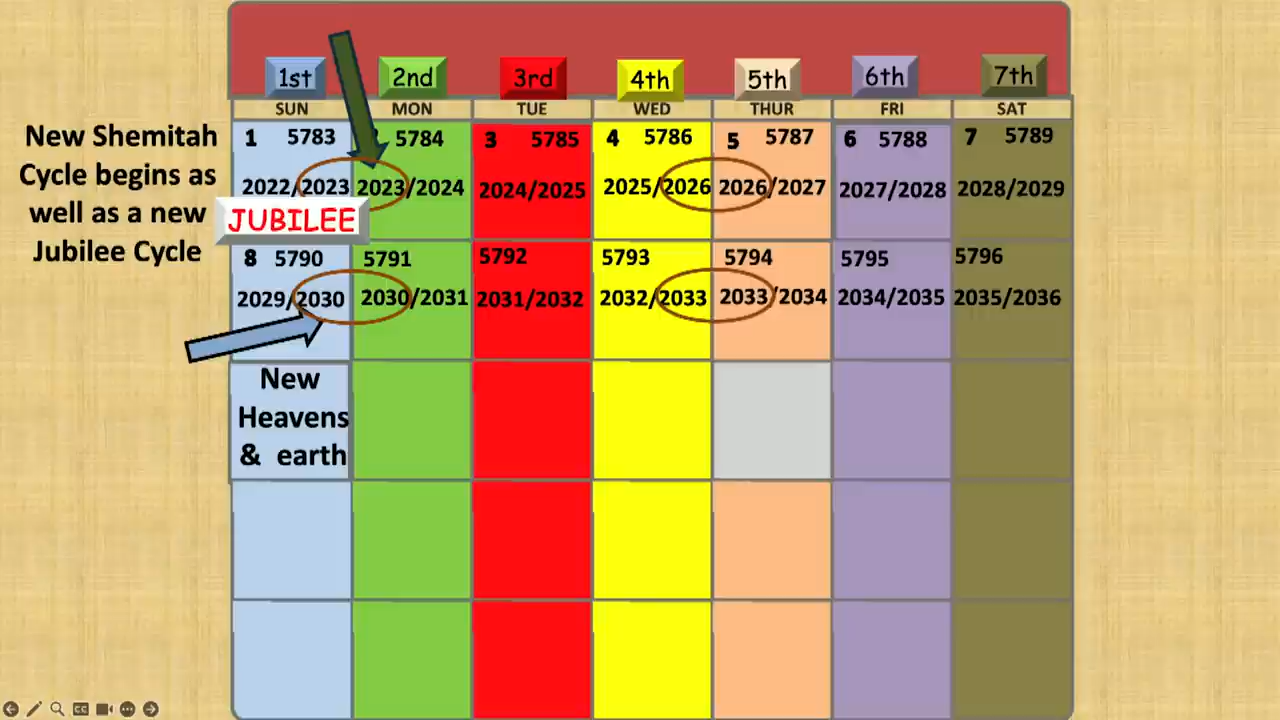 1st 2nd 3rd 4th 5th 6th 7th
SUN MON TUE WED THUR FRI SAT
New Shemitah
Cycle begins as
well as a new
Jubilee Cycle
1 5783 2 5784 3 5785 4 5786 5 5787 6 5788 7 5789
2022/2023 2023/2024 2024/2025 2025/2026 2026/2027 2027/2028 2028/2029
JUBILEE
8 5790 5791 5792 5793 5794 5795 5796
2029/2030 2030/2031 2031/2032 2032/2033 2033/2034 2034/2035 2035/2036
New
Heavens
& earth
CC